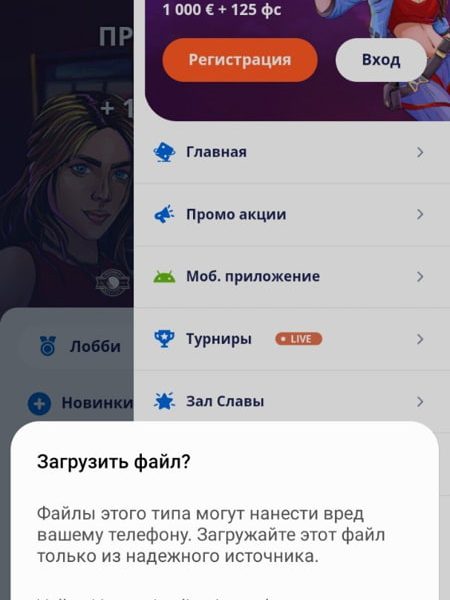 ПР
1 000 € + 125 фс
Регистрация
Вход
+ 1
Главная
Промо акции
Моб. приложение
Турниры
LIVE
Лобби
Зал Славы
Новинки
Загрузить файл?
Файлы этого типа могут нанести вред
вашему телефону. Загружайте этот файл
только из надежного источника.